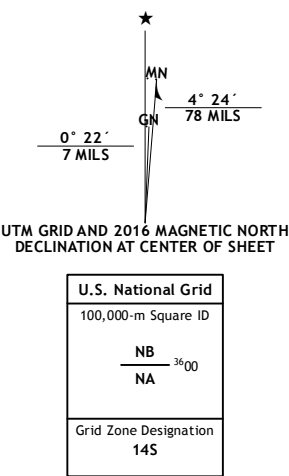 ★
MN
4° 24´
78 MILS
GN
0° 22´
7 MILS
UTM GRID AND 2016 MAGNETIC NORTH
DECLINATION AT CENTER OF SHEET
U.S. National Grid
100,000-m Square ID
NB
3600
NA
Grid Zone Designation
14S